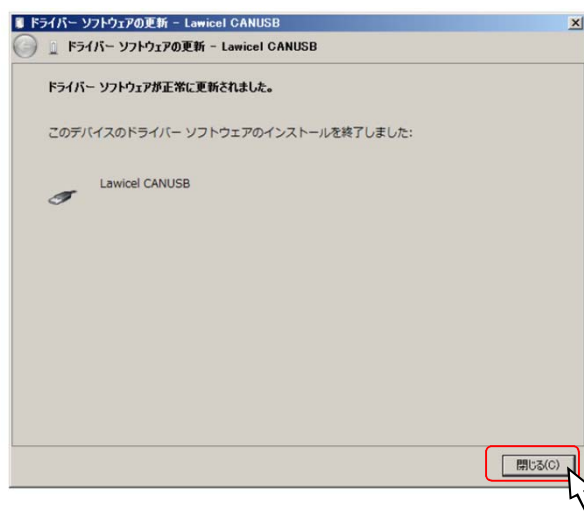 ドライバー ソフトウェアの更新 - Lawicel CANUSB
ドライバー ソフトウェアの更新 - Lawicel CANUSB
ドライバー ソフトウェアが正常に更新されました。
このデバイスのドライバー ソフトウェアのインストールを終了しました:
Lawicel CANUSB
閉じる(C)